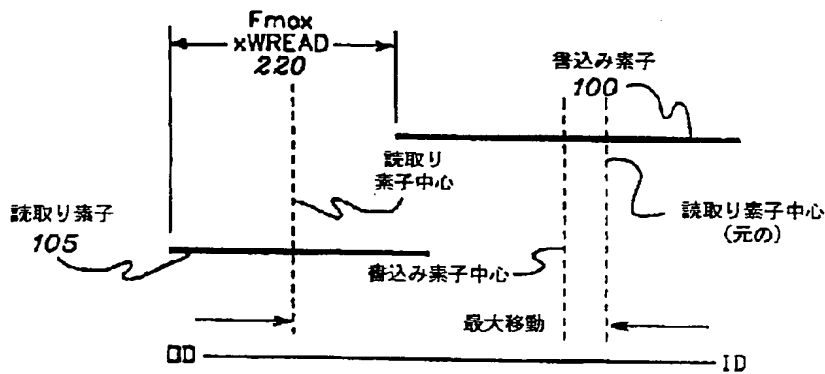 Fmax
xWREAD
220
書込み素子
100
読取り
素子中心
読取り素子
105
読取り素子中心
(元の)
書込み素子中心
最大移動
OD
ID